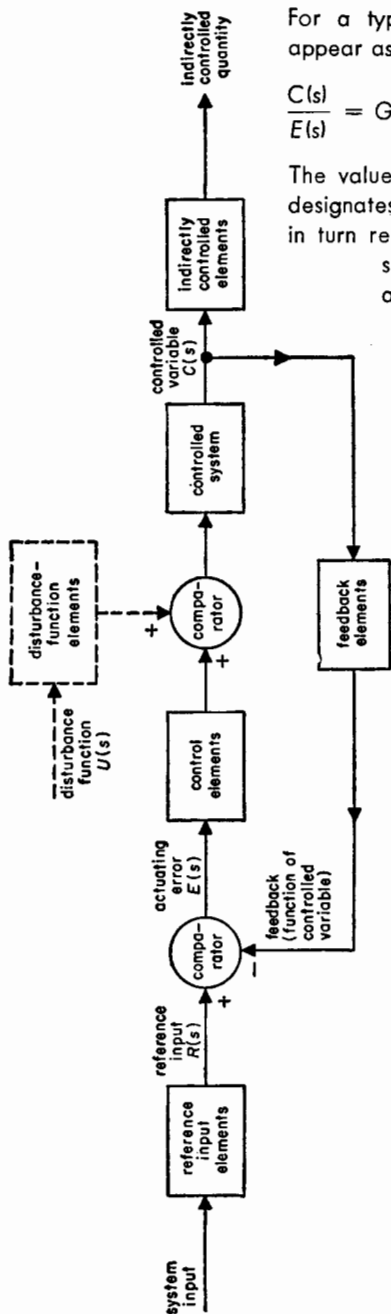 For a typ
appear as
C(s)
E(s)
= G
The value
designates
in turn re
s
a
system input
reference
input
R(s)
reference
input
elements
+
compa-
rator
−
actuating
error
E(s)
feedback
(function of
controlled
variable)
control
elements
disturbance
function
U(s)
disturbance-
function
elements
+
+
compa-
rator
controlled
system
controlled
variable
C(s)
feedback
elements
indirectly
controlled
elements
indirectly
controlled
quantity